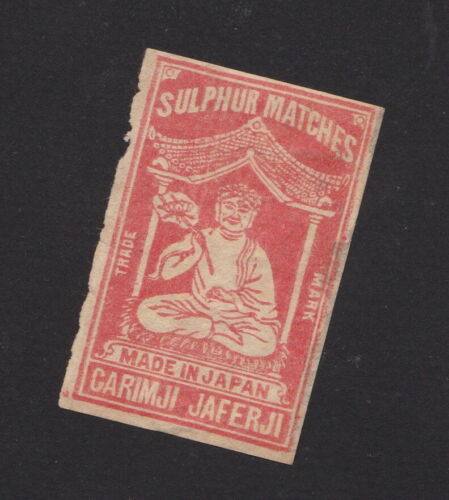 SULPHUR MATCHES
TRADE
MARK
MADE IN JAPAN
CARIMJI JAFERJI